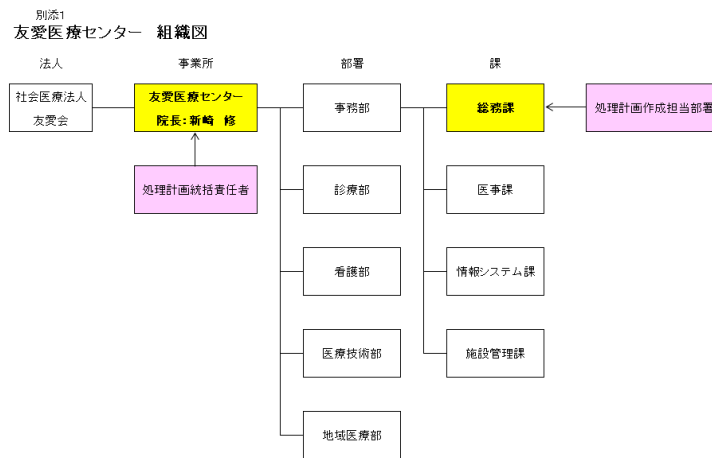 別添1
友愛医療センター 組織図
法人 事業所 部署 課
社会医療法人
友愛会
友愛医療センター
院長：新崎 修
事務部
総務課
処理計画作成担当部署
処理計画統括責任者
診療部
医事課
看護部
情報システム課
医療技術部
施設管理課
地域医療部